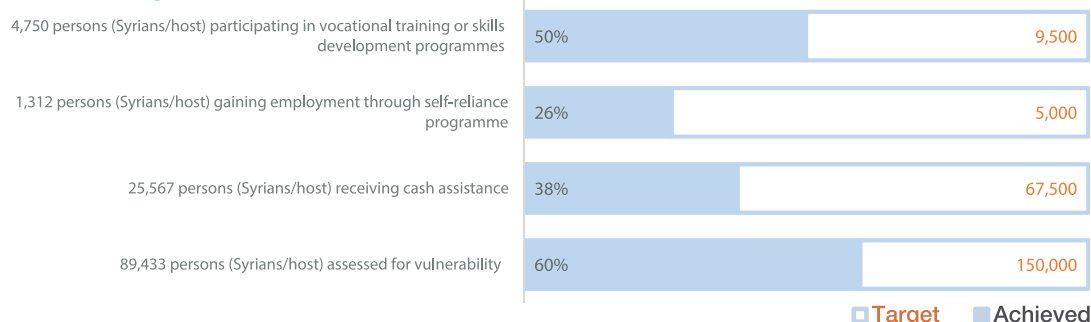 4,750 persons (Syrians/host) participating in vocational training or skills
development programmes
50%
9,500
1,312 persons (Syrians/host) gaining employment through self-reliance
programme
26%
5,000
25,567 persons (Syrians/host) receiving cash assistance
38%
67,500
89,433 persons (Syrians/host) assessed for vulnerability
60%
150,000
Target
Achieved